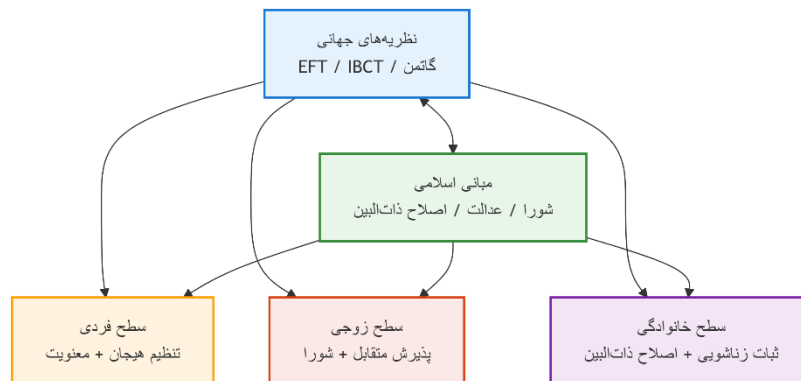 نظریه‌های جهانی
گاتمن / EFT / IBCT
مبانی اسلامی
شورا / عدالت / اصلاح ذات‌البین
سطح فردی
تنظیم هیجان + معنویت
سطح زوجی
پذیرش متقابل + شورا
سطح خانوادگی
ثبات زناشویی + اصلاح ذات‌البین